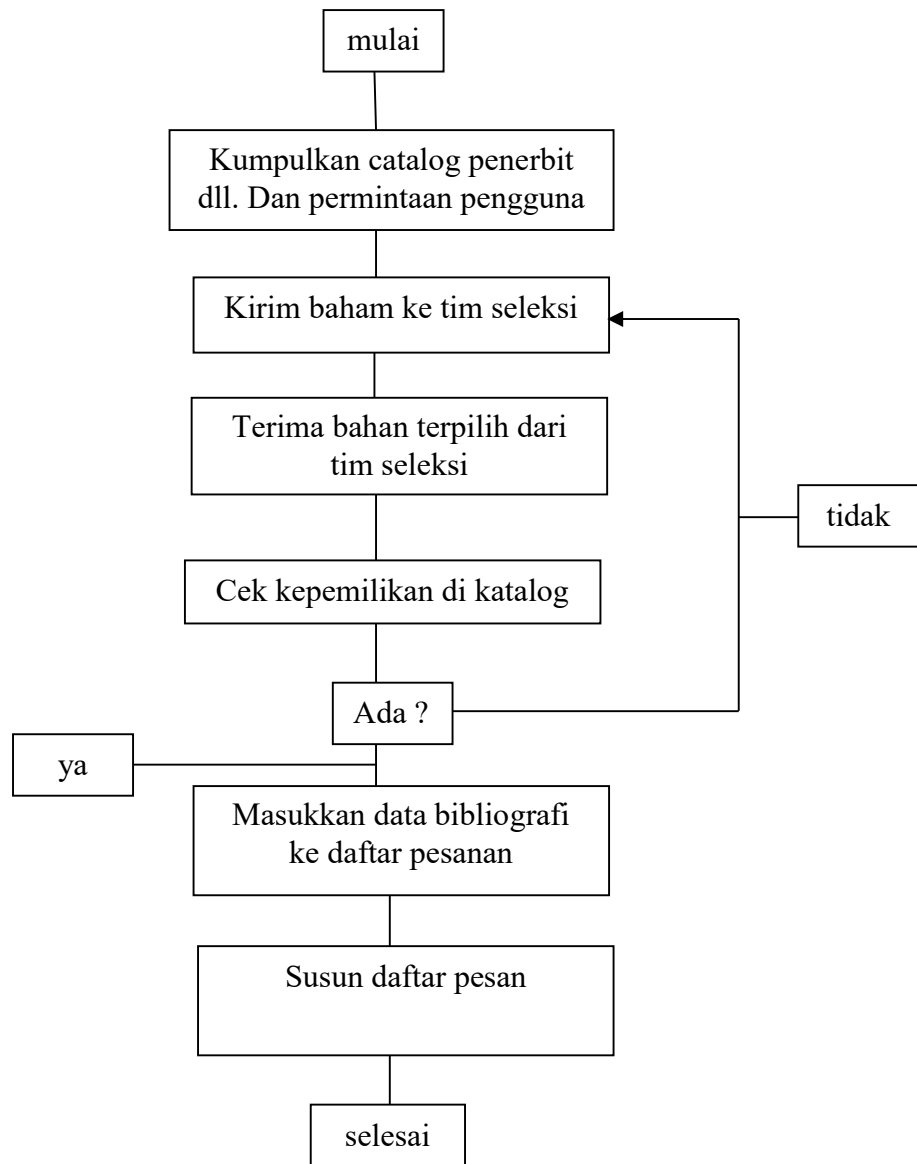 mulai
Kumpulkan catalog penerbit
dll. Dan permintaan pengguna
Kirim baham ke tim seleksi
Terima bahan terpilih dari
tim seleksi
tidak
Cek kepemilikan di katalog
Ada ?
ya
Masukkan data bibliografi
ke daftar pesanan
Susun daftar pesan
selesai